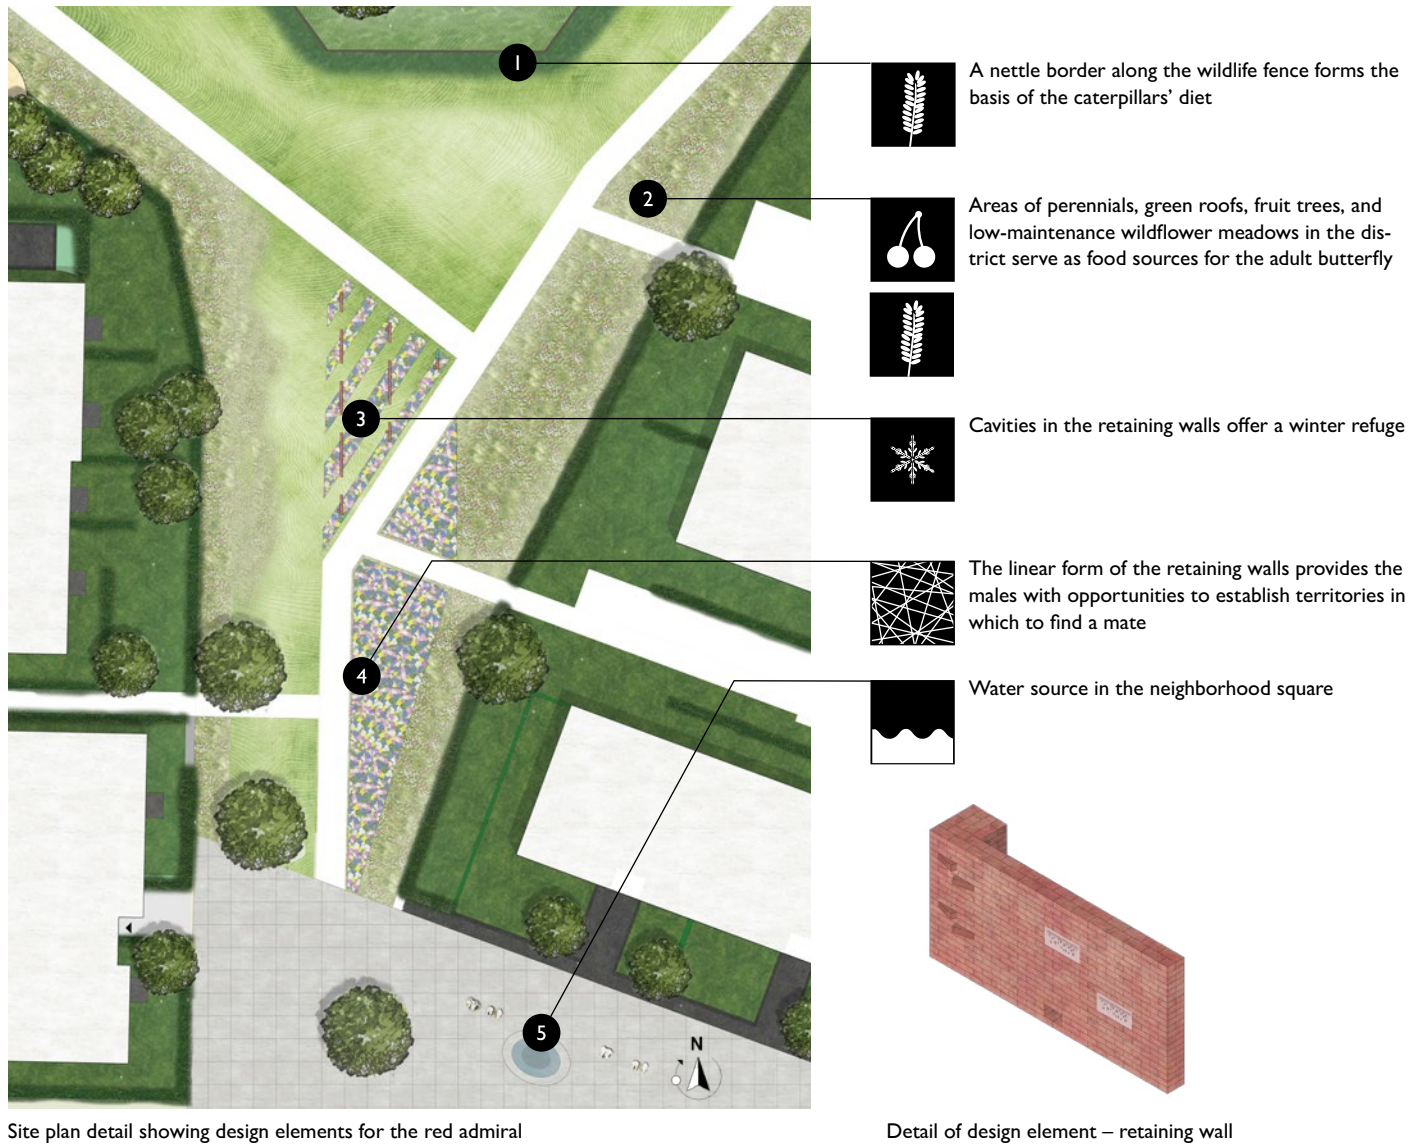 1
A nettle border along the wildlife fence forms the
basis of the caterpillars’ diet
2
Areas of perennials, green roofs, fruit trees, and
low-maintenance wildflower meadows in the dis-
trict serve as food sources for the adult butterfly
3
Cavities in the retaining walls offer a winter refuge
4
The linear form of the retaining walls provides the
males with opportunities to establish territories in
which to find a mate
5
Water source in the neighborhood square
N
Site plan detail showing design elements for the red admiral
Detail of design element – retaining wall